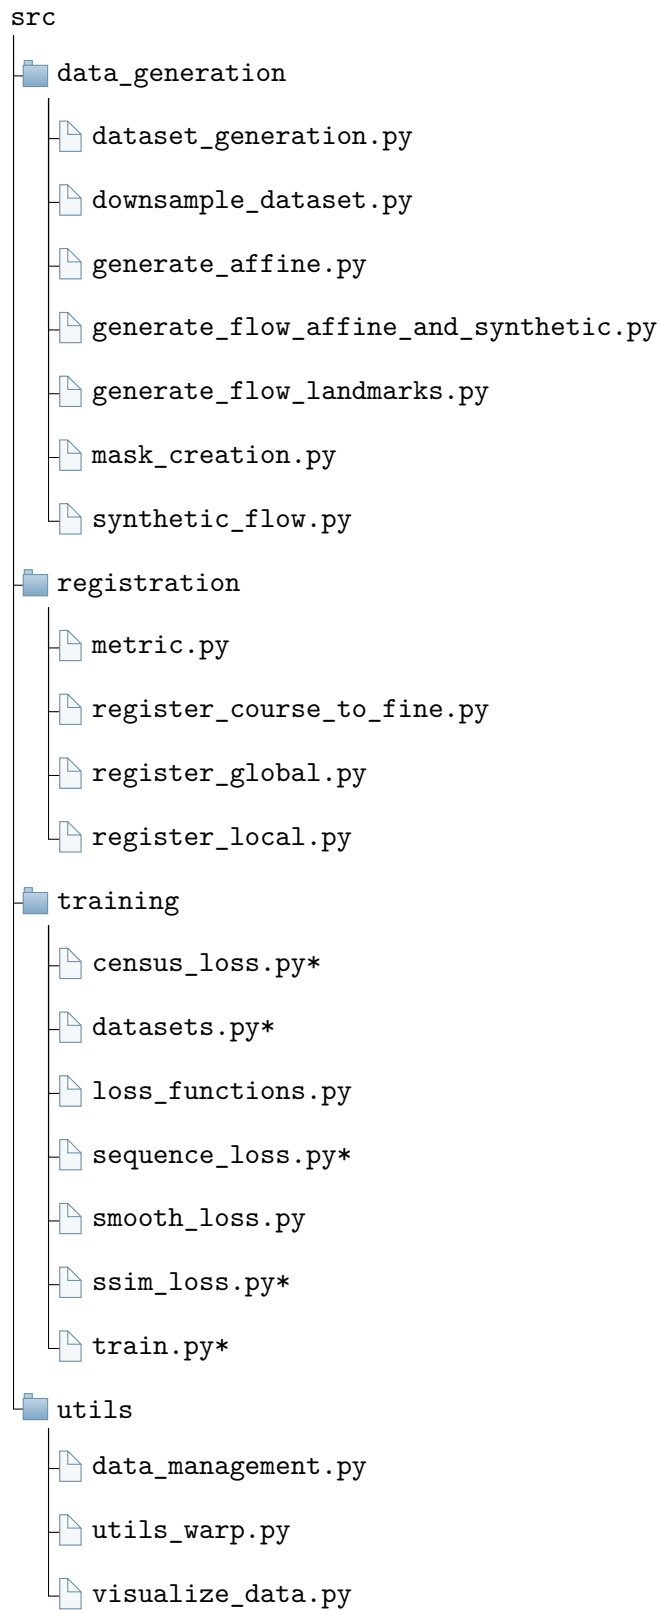 src
data_generation
dataset_generation.py
downsample_dataset.py
generate_affine.py
generate_flow_affine_and_synthetic.py
generate_flow_landmarks.py
mask_creation.py
synthetic_flow.py
registration
metric.py
register_course_to_fine.py
register_global.py
register_local.py
training
census_loss.py*
datasets.py*
loss_functions.py
sequence_loss.py*
smooth_loss.py
ssim_loss.py*
train.py*
utils
data_management.py
utils_warp.py
visualize_data.py